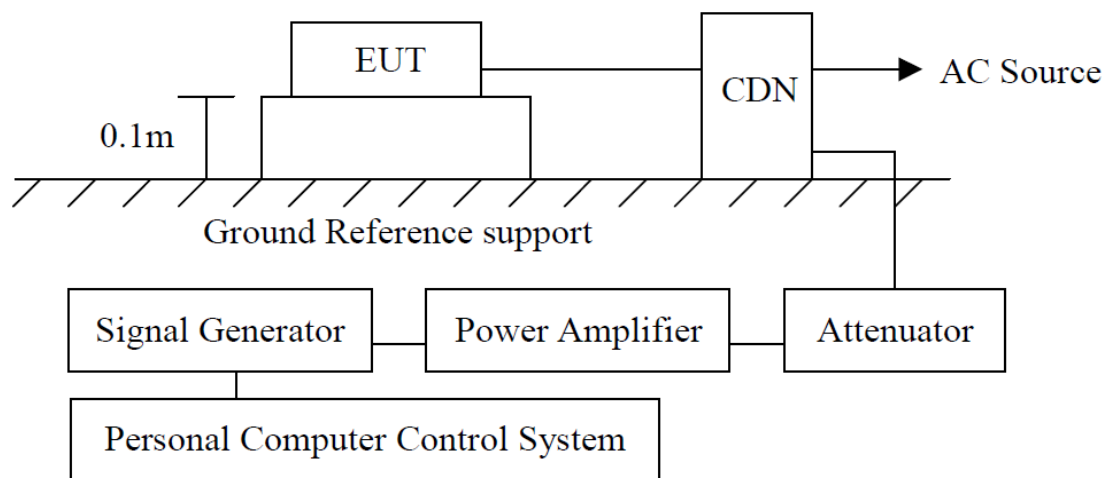 EUT
CDN
AC Source
0.1m
Ground Reference support
Signal Generator
Power Amplifier
Attenuator
Personal Computer Control System